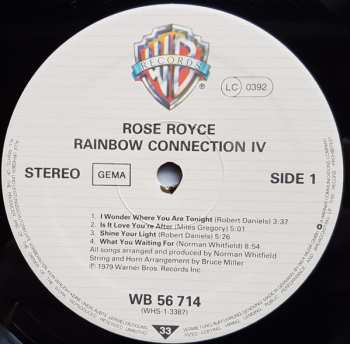 WB
RECORDS
LC 0392
ROSE ROYCE
RAINBOW CONNECTION IV
STEREO GEMA SIDE 1
1. I Wonder Where You Are Tonight (Robert Daniels) 3:37
2. Is It Love You're After (Miles Gregory) 5:01
3. Shine Your Light (Robert Daniels) 5:26
4. What You Waiting For (Norman Whitfield) 8:54
All songs arranged and produced by Norman Whitfield
String and Horn Arrangement by Bruce Miller
℗ 1979 Warner Bros. Records Inc
WB 56 714
(WHS-1-3387)
33